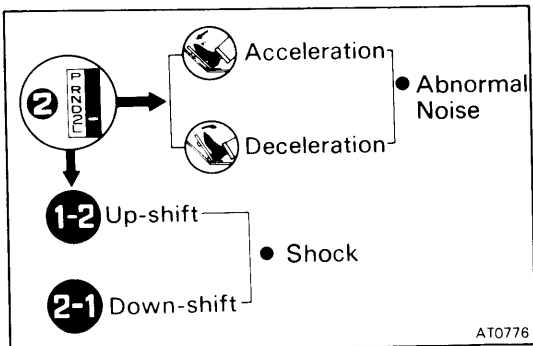 2
P
R
N
D
2
L
Acceleration
Deceleration
● Abnormal
Noise
1-2 Up-shift
2-1 Down-shift
● Shock
AT0776